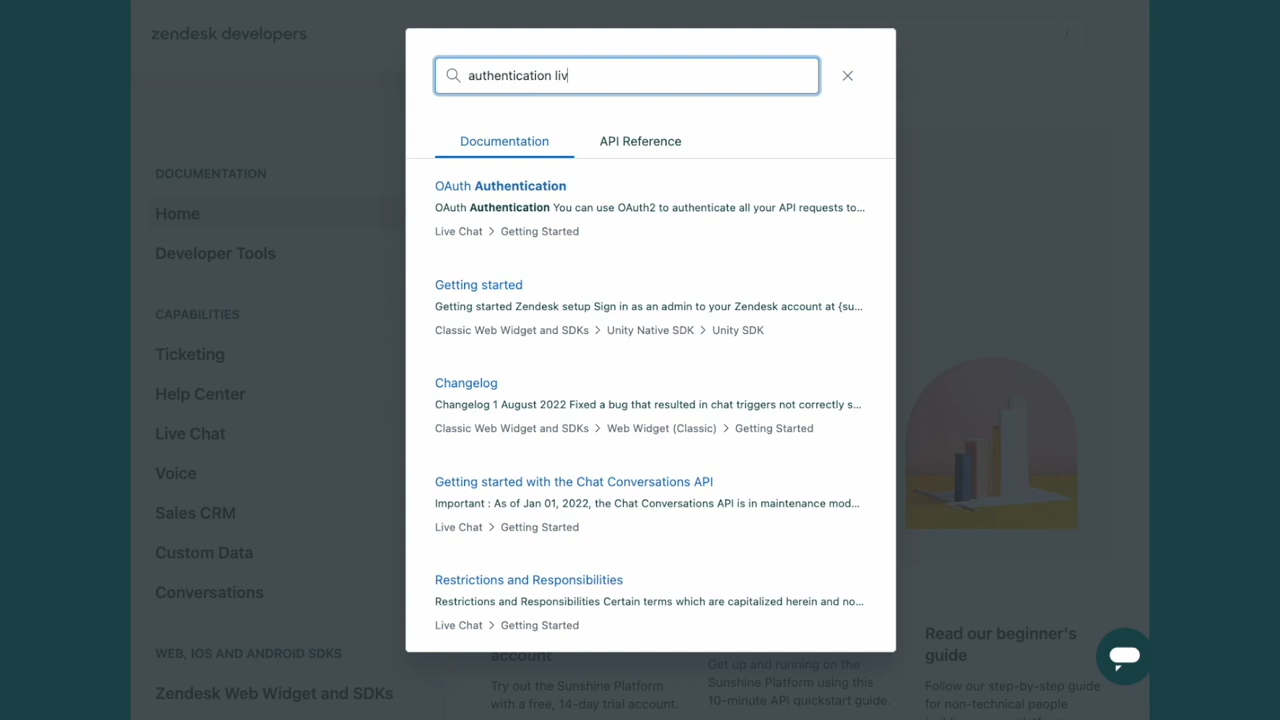 zendesk developers
/
authentication liv
Documentation
API Reference
OAuth Authentication
OAuth Authentication You can use OAuth2 to authenticate all your API requests to...
Live Chat > Getting Started
Getting started
Getting started Zendesk setup Sign in as an admin to your Zendesk account at {su...
Classic Web Widget and SDKs > Unity Native SDK > Unity SDK
Changelog
Changelog 1 August 2022 Fixed a bug that resulted in chat triggers not correctly s...
Classic Web Widget and SDKs > Web Widget (Classic) > Getting Started
Getting started with the Chat Conversations API
Important : As of Jan 01, 2022, the Chat Conversations API is in maintenance mod...
Live Chat > Getting Started
Restrictions and Responsibilities
Restrictions and Responsibilities Certain terms which are capitalized herein and no...
Live Chat > Getting Started
DOCUMENTATION
Home
Developer Tools
CAPABILITIES
Ticketing
Help Center
Live Chat
Voice
Sales CRM
Custom Data
Conversations
WEB, IOS AND ANDROID SDKS
Zendesk Web Widget and SDKs
account
Try out the Sunshine Platform
with a free, 14-day trial account.
Get up and running on the
Sunshine Platform using this
10-minute API quickstart guide.
Read our beginner's
guide
Follow our step-by-step guide
for non-technical people